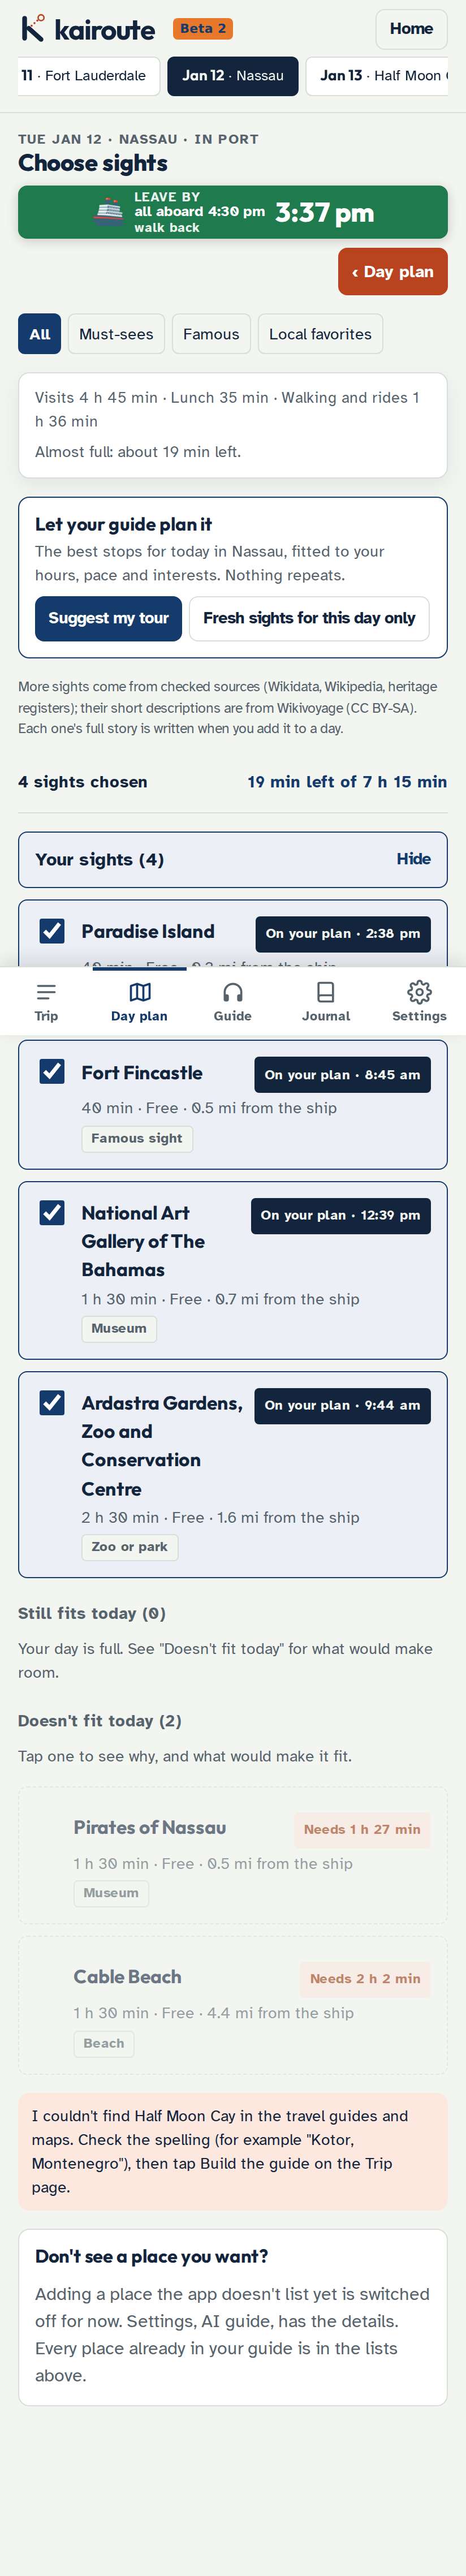 kairoute
Beta 2
Home
11 · Fort Lauderdale
Jan 12 · Nassau
Jan 13 · Half Moon
TUE JAN 12 · NASSAU · IN PORT
Choose sights
LEAVE BY
all aboard 4:30 pm
walk back
3:37 pm
‹ Day plan
All
Must-sees
Famous
Local favorites
Visits 4 h 45 min · Lunch 35 min · Walking and rides 1
h 36 min
Almost full: about 19 min left.
Let your guide plan it
The best stops for today in Nassau, fitted to your
hours, pace and interests. Nothing repeats.
Suggest my tour
Fresh sights for this day only
More sights come from checked sources (Wikidata, Wikipedia, heritage
registers); their short descriptions are from Wikivoyage (CC BY-SA).
Each one's full story is written when you add it to a day.
4 sights chosen
19 min left of 7 h 15 min
Your sights (4)
Hide
Paradise Island
On your plan · 2:38 pm
Trip
Day plan
Guide
Journal
Settings
Fort Fincastle
On your plan · 8:45 am
40 min · Free · 0.5 mi from the ship
Famous sight
National Art
Gallery of The
Bahamas
On your plan · 12:39 pm
1 h 30 min · Free · 0.7 mi from the ship
Museum
Ardastra Gardens,
Zoo and
Conservation
Centre
On your plan · 9:44 am
2 h 30 min · Free · 1.6 mi from the ship
Zoo or park
Still fits today (0)
Your day is full. See "Doesn't fit today" for what would make
room.
Doesn't fit today (2)
Tap one to see why, and what would make it fit.
Pirates of Nassau
Needs 1 h 27 min
1 h 30 min · Free · 0.5 mi from the ship
Museum
Cable Beach
Needs 2 h 2 min
1 h 30 min · Free · 4.4 mi from the ship
Beach
I couldn't find Half Moon Cay in the travel guides and
maps. Check the spelling (for example "Kotor,
Montenegro"), then tap Build the guide on the Trip
page.
Don't see a place you want?
Adding a place the app doesn't list yet is switched
off for now. Settings, AI guide, has the details.
Every place already in your guide is in the lists
above.